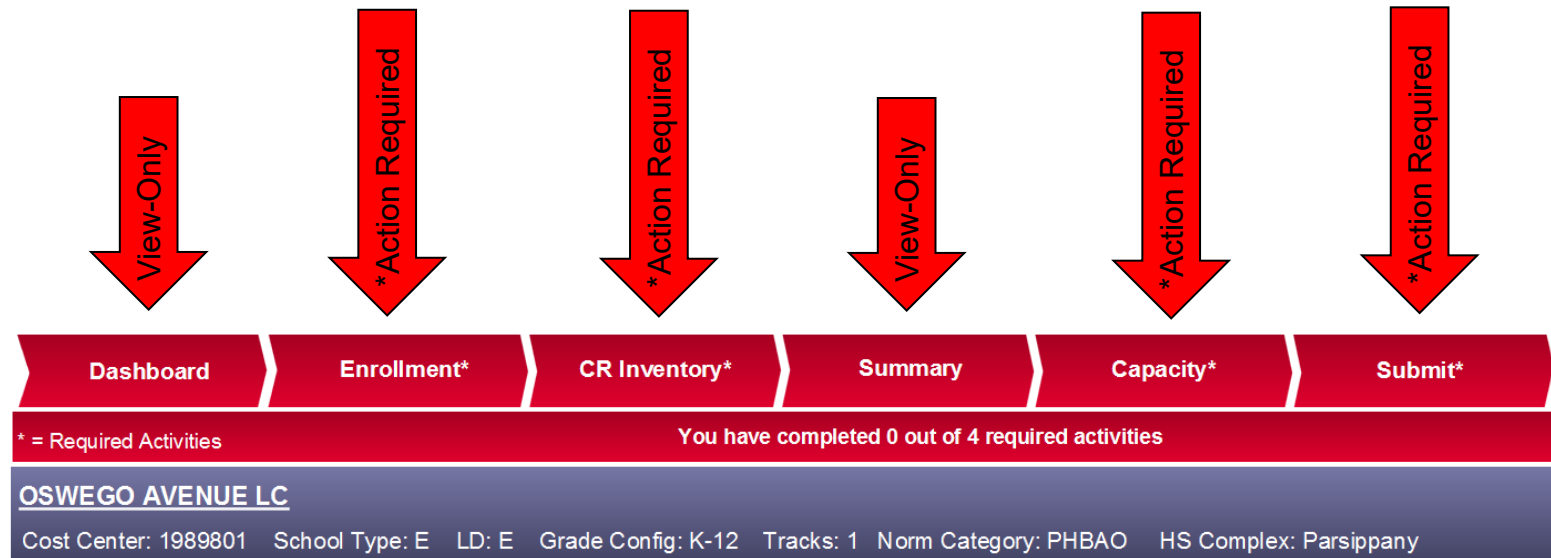 View-Only
*Action Required
*Action Required
View-Only
*Action Required
*Action Required
Dashboard
Enrollment*
CR Inventory*
Summary
Capacity*
Submit*
* = Required Activities
You have completed 0 out of 4 required activities
OSWEGO AVENUE LC
Cost Center: 1989801 School Type: E LD: E Grade Config: K-12 Tracks: 1 Norm Category: PHBAO HS Complex: Parsippany